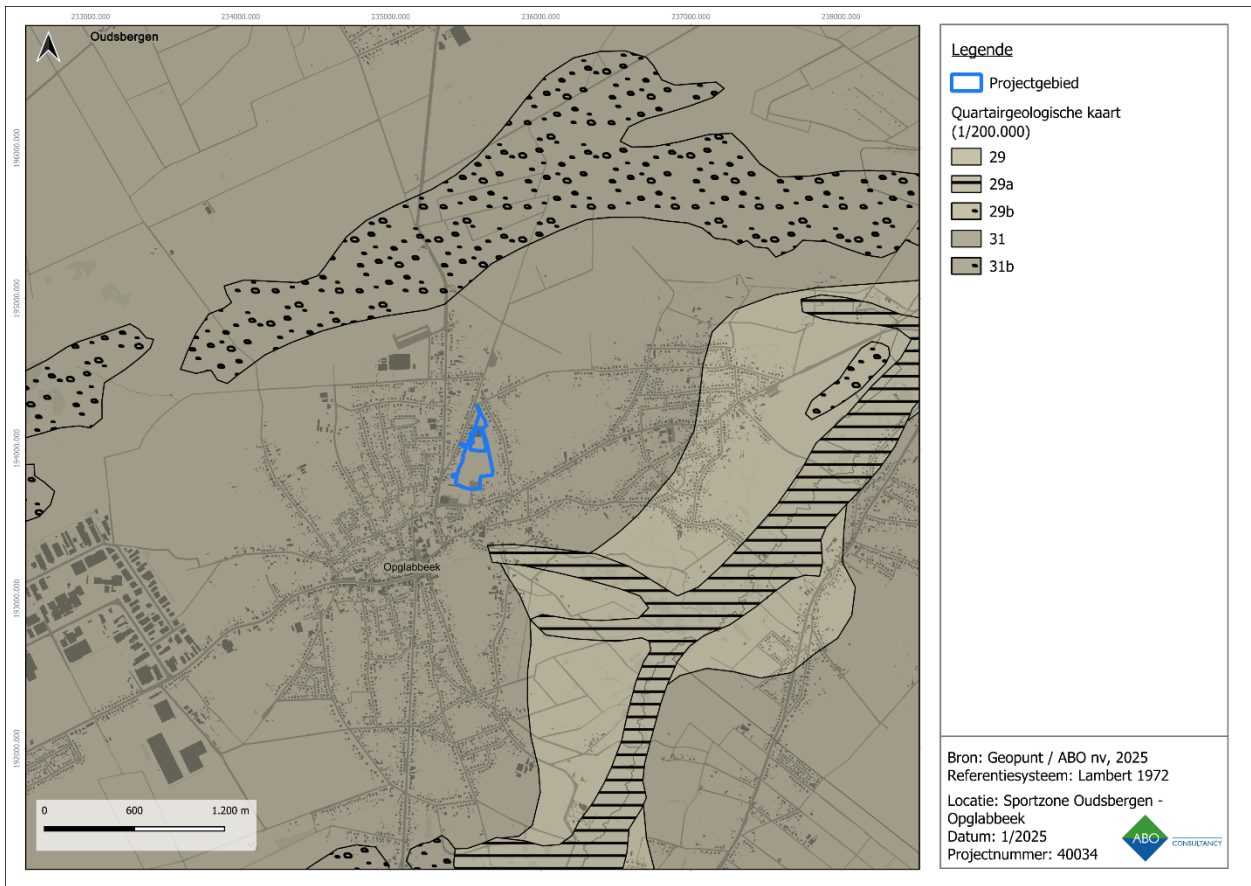 233000.000 234000.000 235000.000 236000.000 237000.000 238000.000
Oudsbergen
196000.000
195000.000
194000.000
193000.000
192000.000
Opglabbeek
0 600 1.200 m
Legende
Projectgebied
Quartairgeologische kaart
(1/200.000)
29
29a
29b
31
31b
Bron: Geopunt / ABO nv, 2025
Referentiesysteem: Lambert 1972
Locatie: Sportzone Oudsbergen -
Opglabbeek
Datum: 1/2025
Projectnummer: 40034
ABO CONSULTANCY